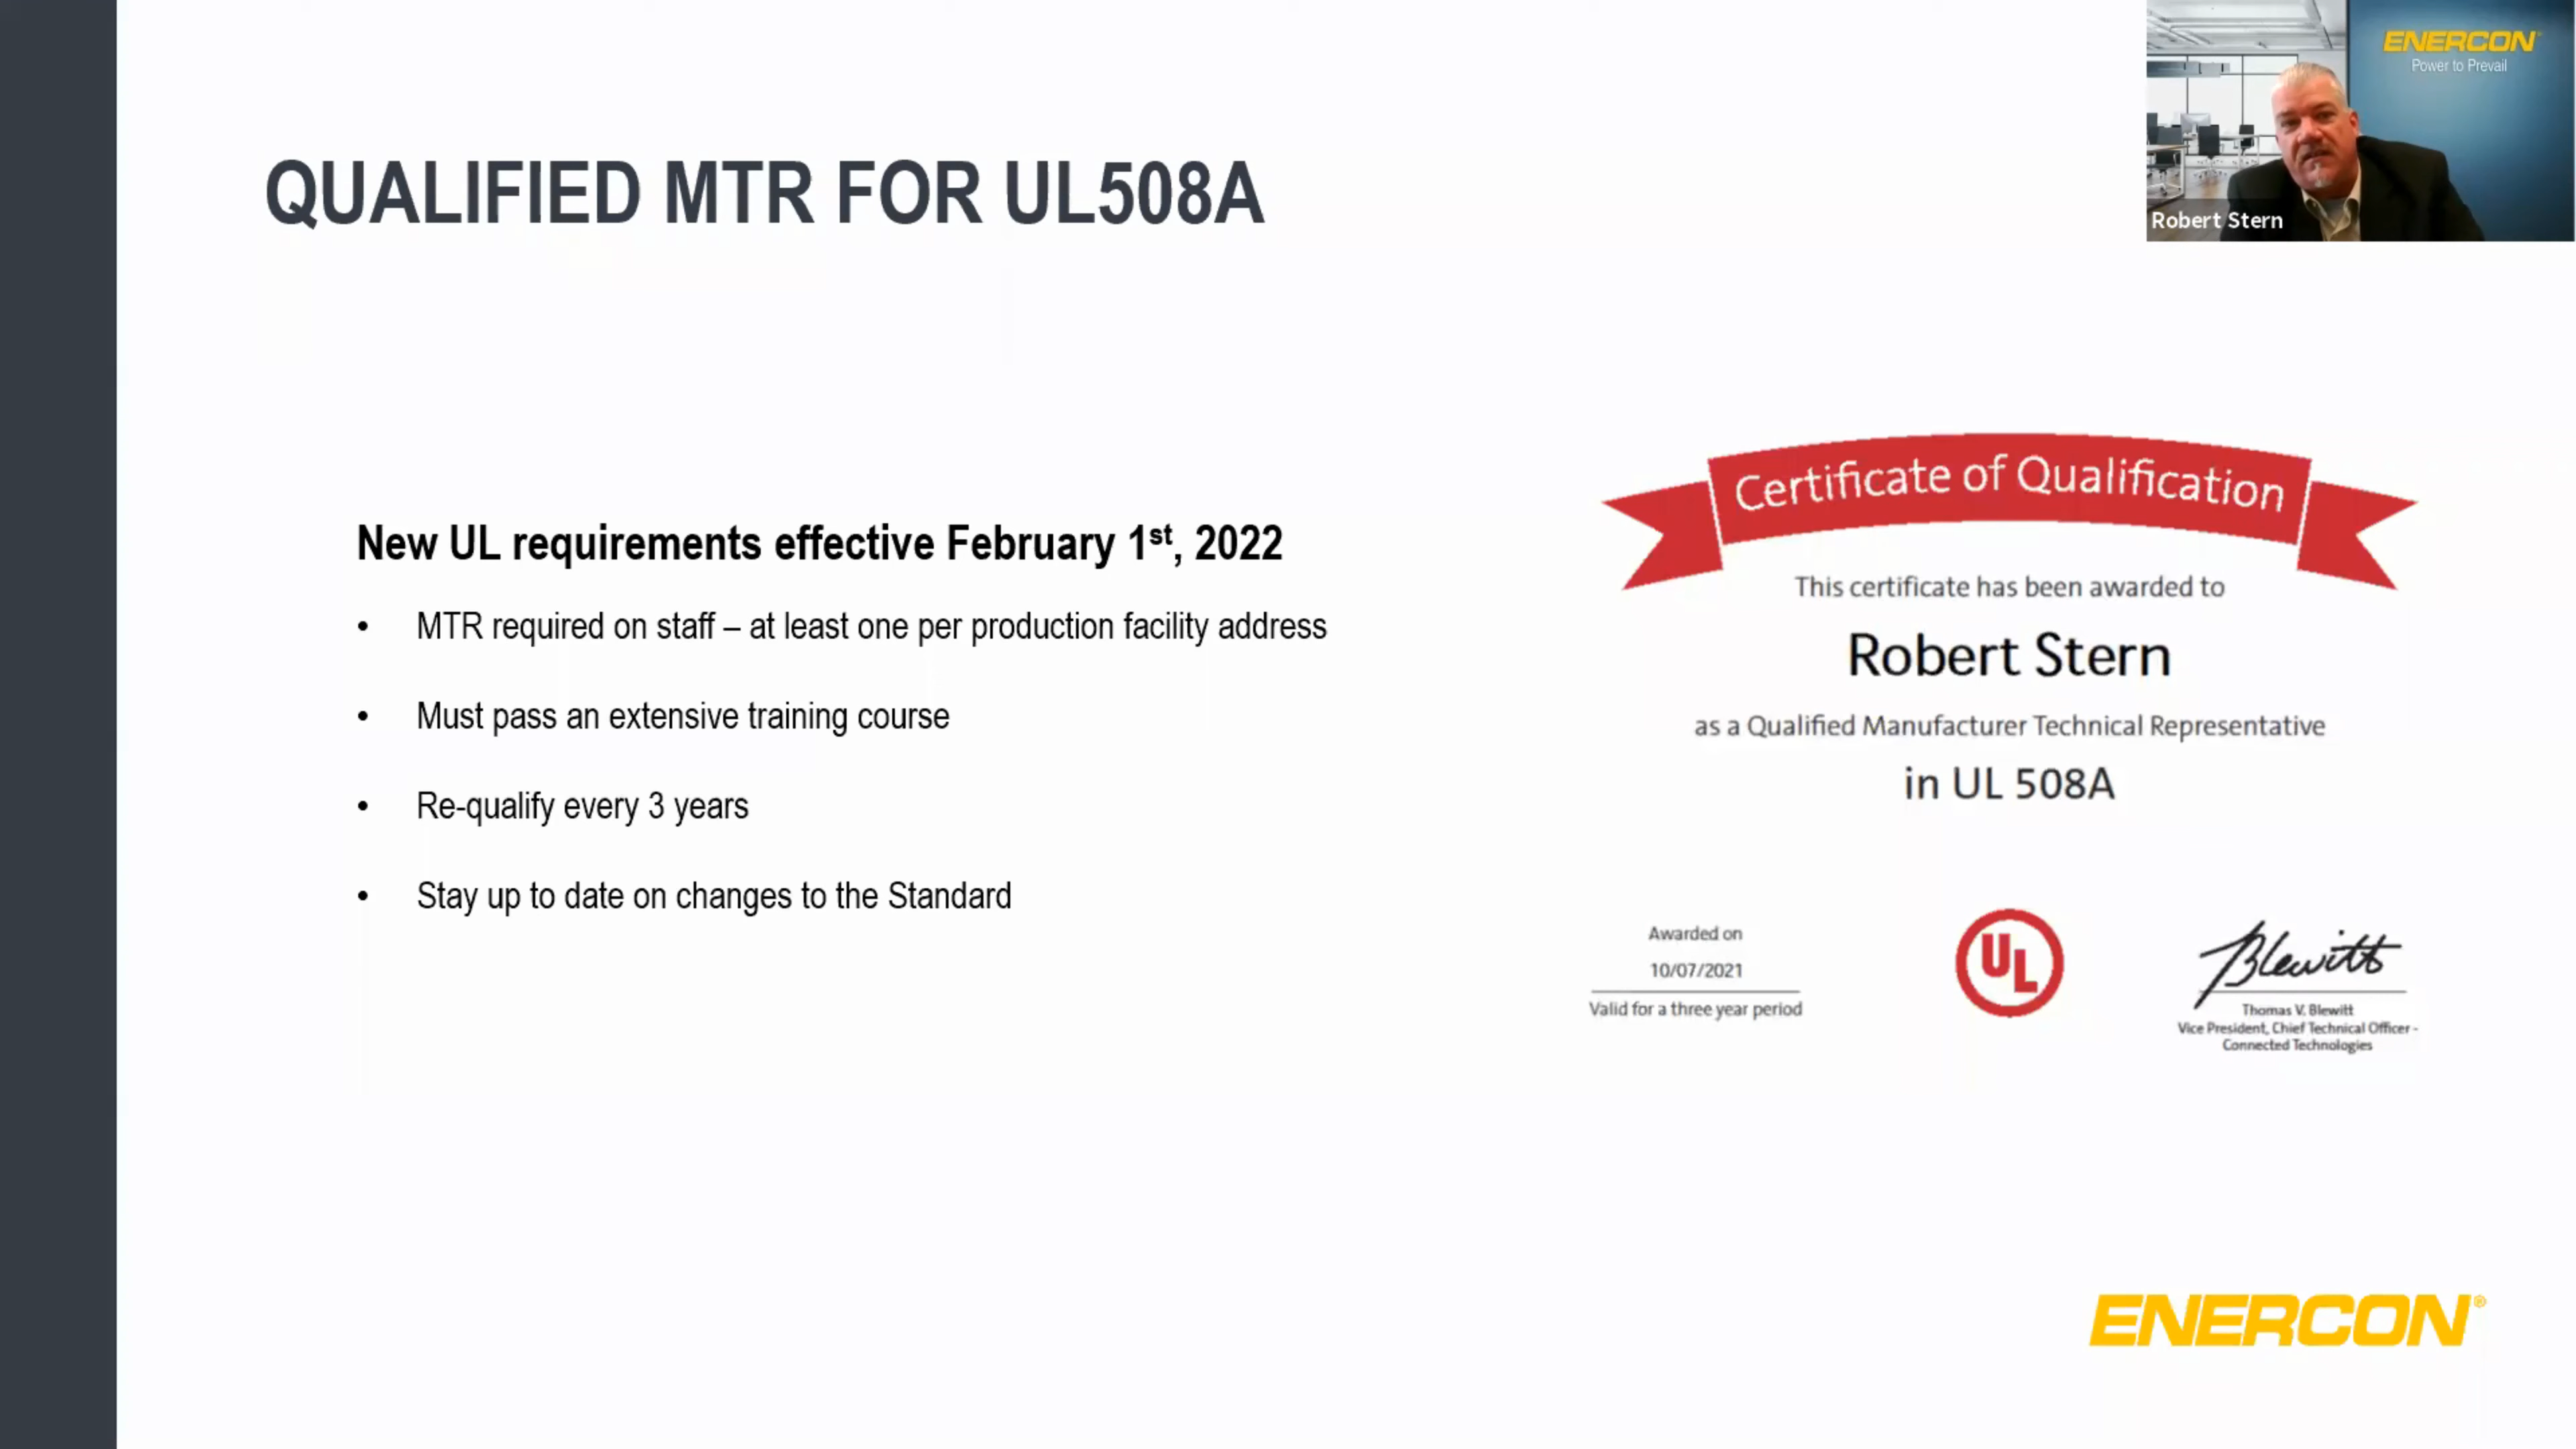 ENERCON®
Power to Prevail
Robert Stern
QUALIFIED MTR FOR UL508A
New UL requirements effective February 1st, 2022
• MTR required on staff – at least one per production facility address
• Must pass an extensive training course
• Re-qualify every 3 years
• Stay up to date on changes to the Standard
Certificate of Qualification
This certificate has been awarded to
Robert Stern
as a Qualified Manufacturer Technical Representative
in UL 508A
Awarded on
10/07/2021
Valid for a three year period
UL
Blewitt
Thomas V. Blewitt
Vice President, Chief Technical Officer -
Connected Technologies
ENERCON®